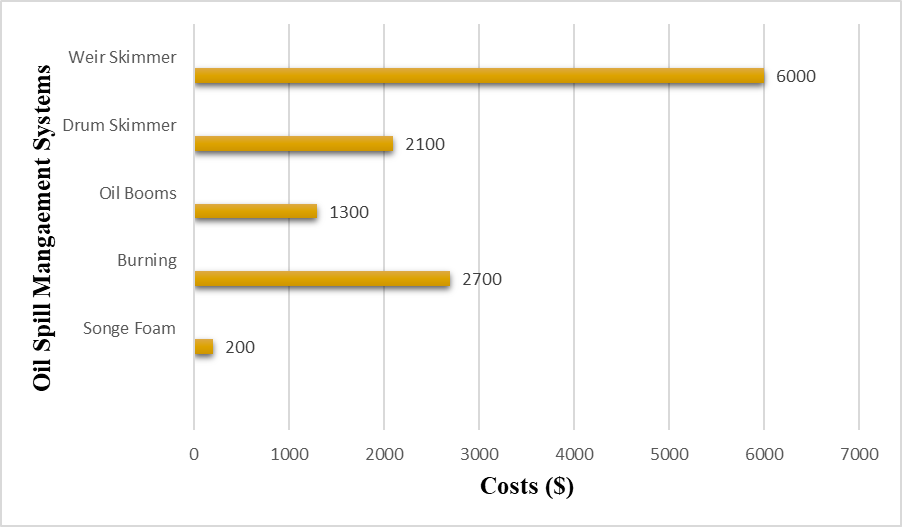 Oil Spill Mangaement Systems
Weir Skimmer
6000
Drum Skimmer
2100
Oil Booms
1300
Burning
2700
Songe Foam
200
0 1000 2000 3000 4000 5000 6000 7000
Costs ($)